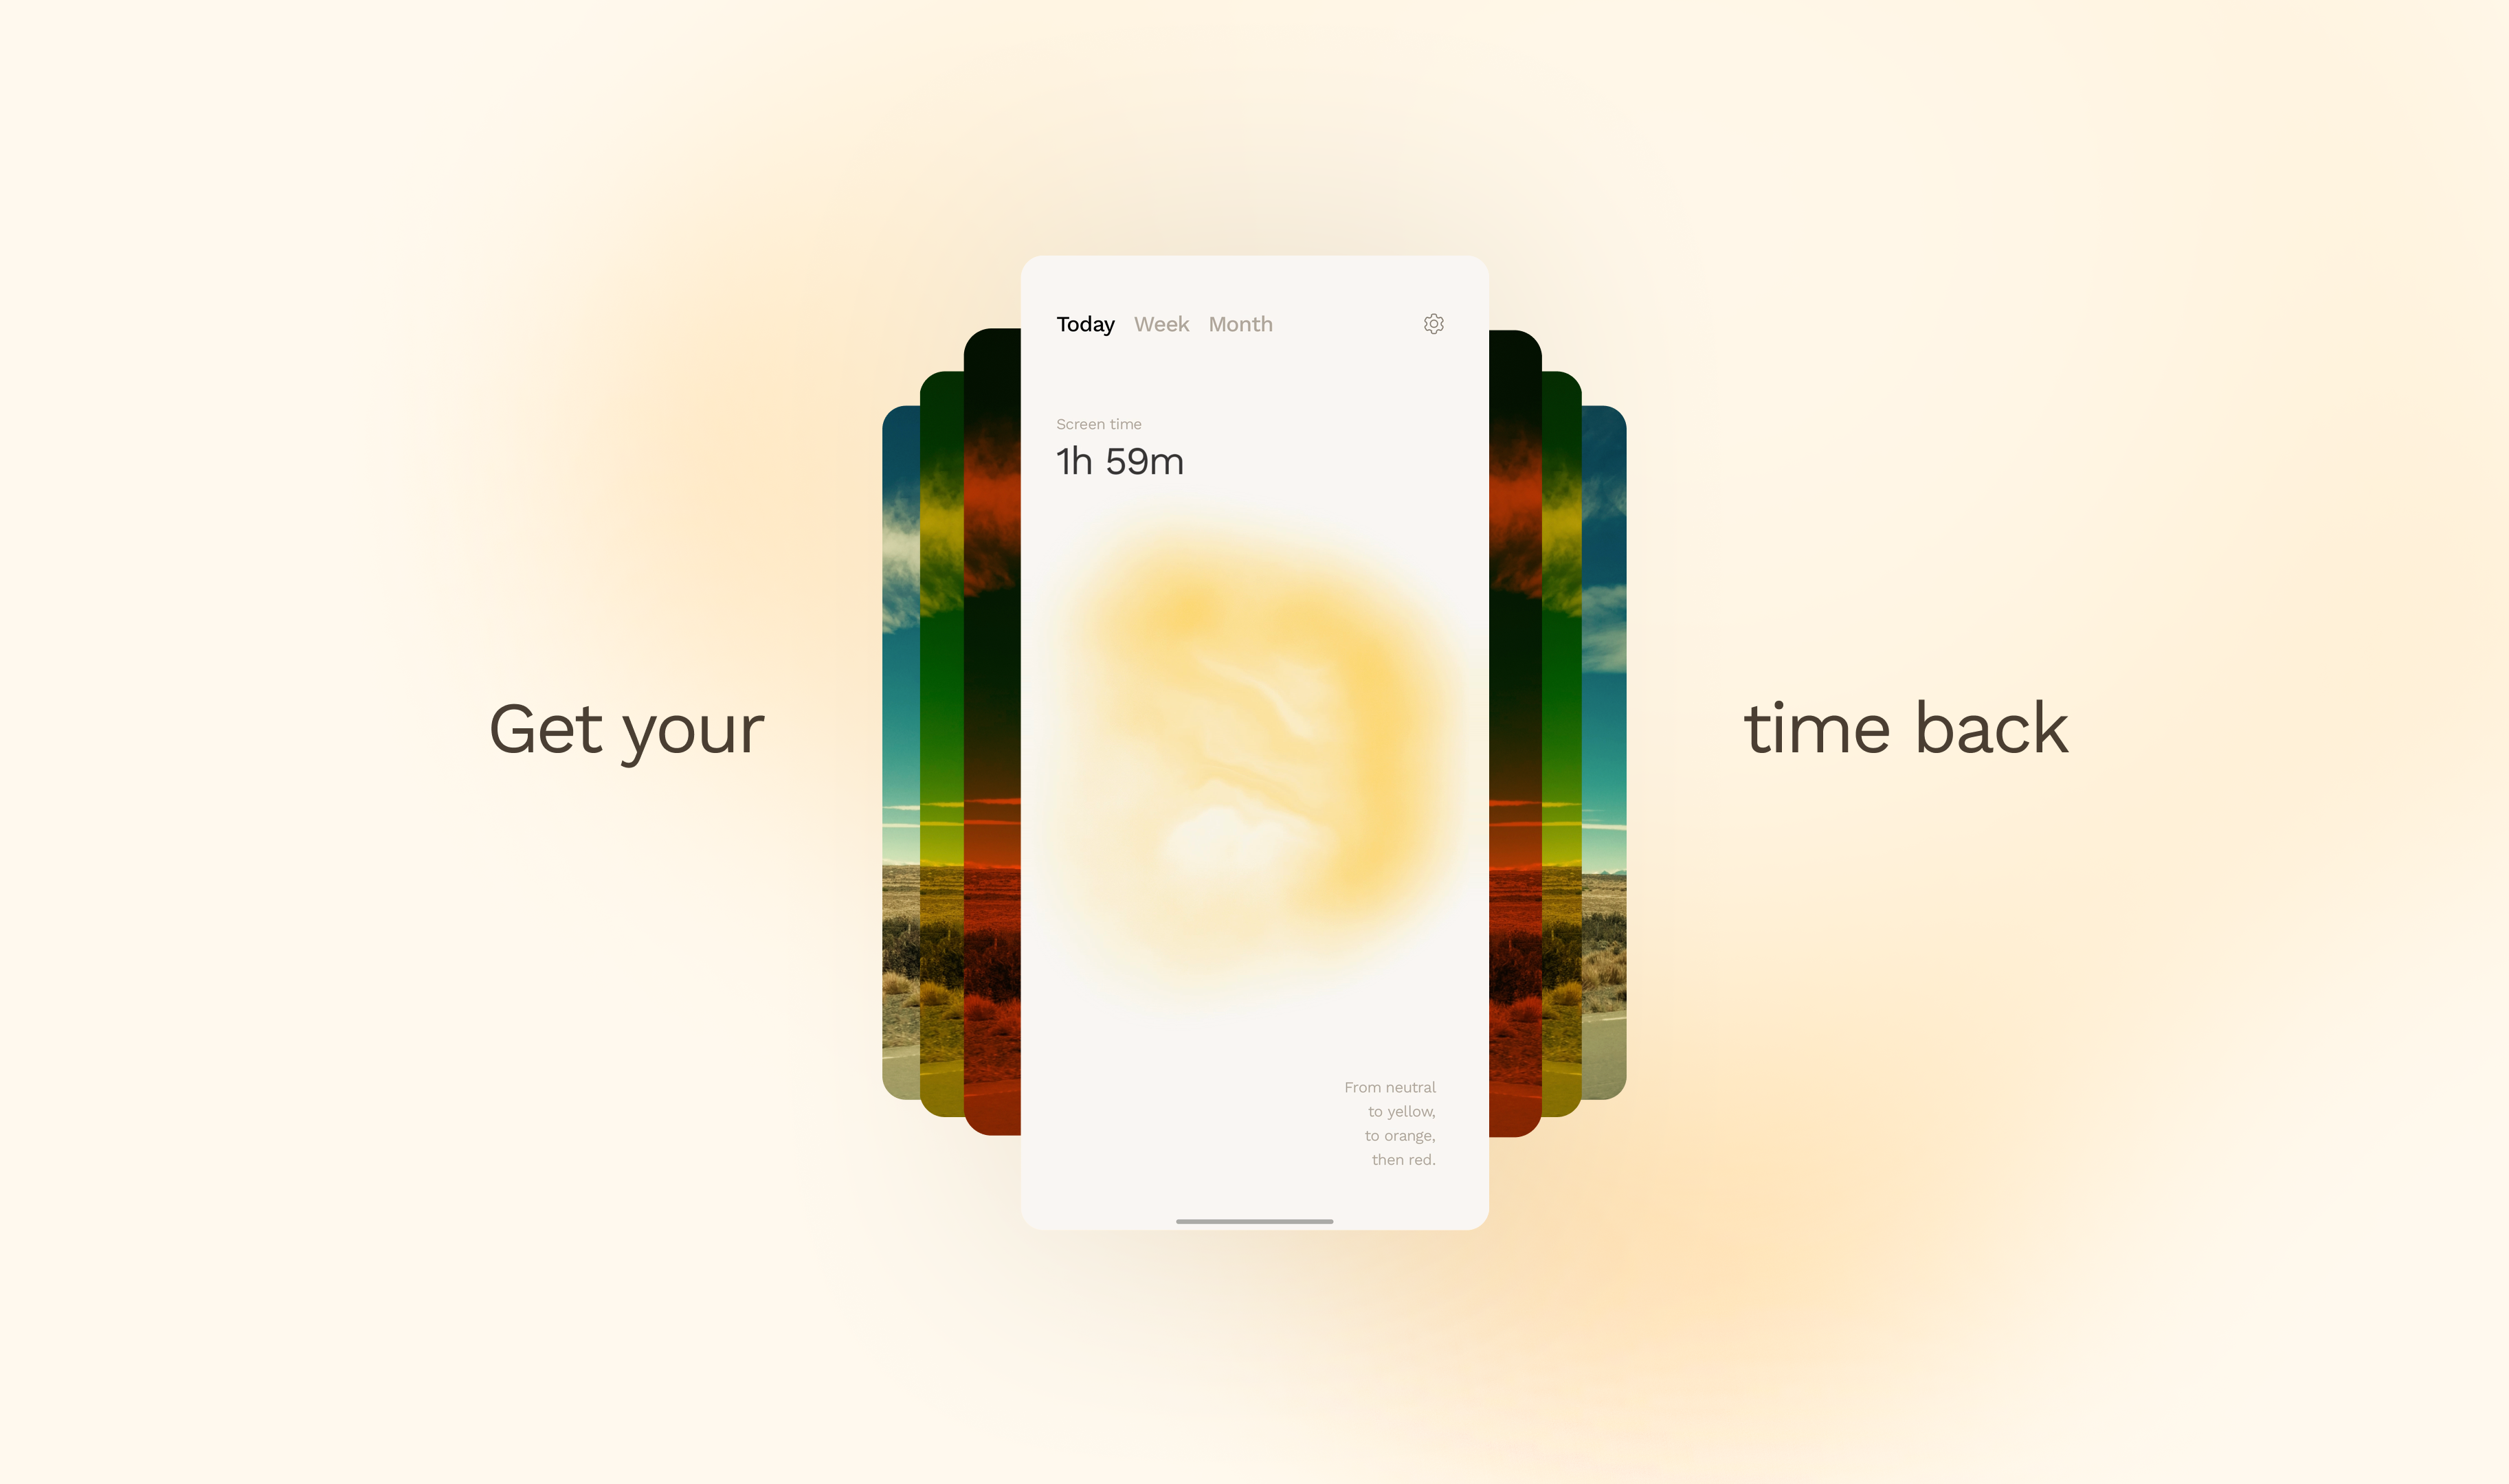 Today Week Month
Screen time
1h 59m
Get your
time back
From neutral
to yellow,
to orange,
then red.